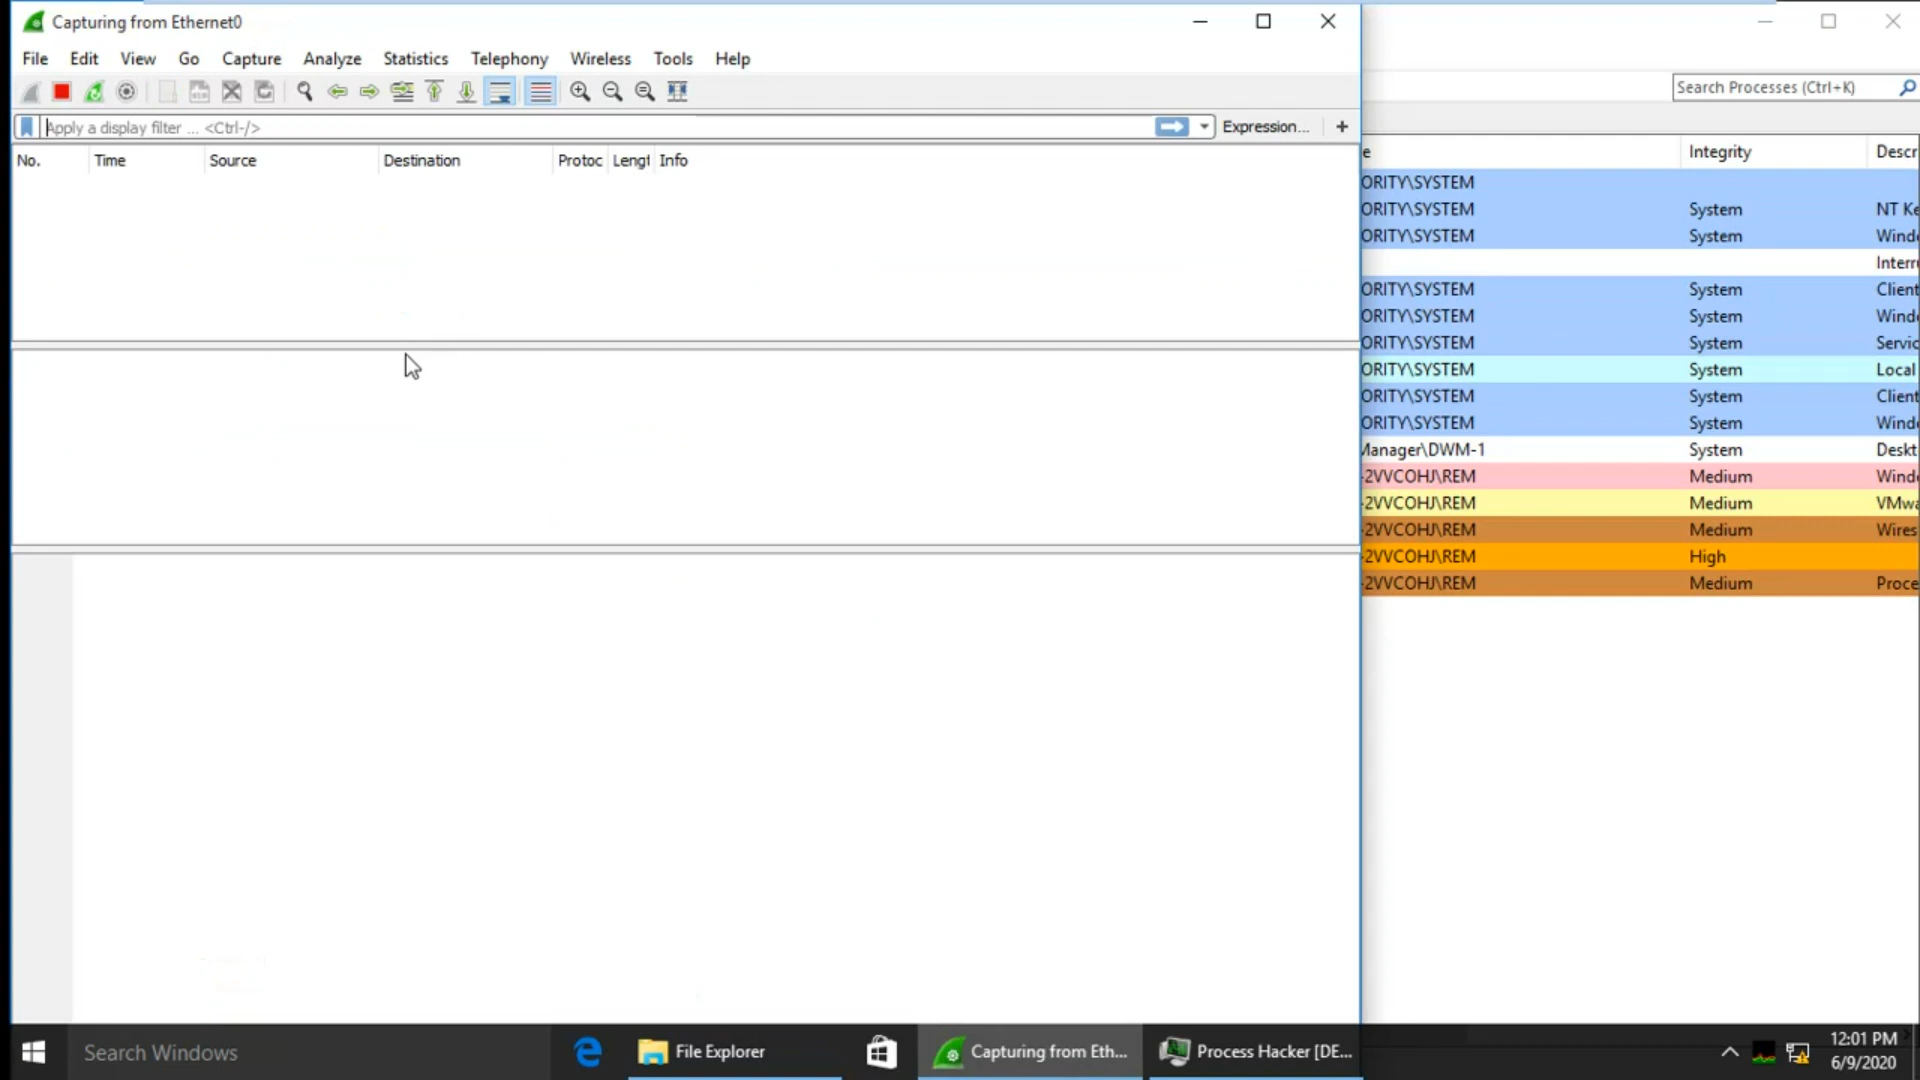 Capturing from Ethernet0
File Edit View Go Capture Analyze Statistics Telephony Wireless Tools Help
Search Processes (Ctrl+K)
Apply a display filter ... <Ctrl-/>
Expression...
No. Time Source Destination Protoc Lengt Info
e Integrity Descr
ORITY\SYSTEM
ORITY\SYSTEM System NT Ke
ORITY\SYSTEM System Wind
Interr
ORITY\SYSTEM System Client
ORITY\SYSTEM System Wind
ORITY\SYSTEM System Servic
ORITY\SYSTEM System Local
ORITY\SYSTEM System Client
ORITY\SYSTEM System Wind
Manager\DWM-1 System Deskt
-2VVCOHJ\REM Medium Wind
-2VVCOHJ\REM Medium VMwa
-2VVCOHJ\REM Medium Wires
-2VVCOHJ\REM High
-2VVCOHJ\REM Medium Proce
Search Windows
File Explorer
Capturing from Eth...
Process Hacker [DE...
12:01 PM
6/9/2020